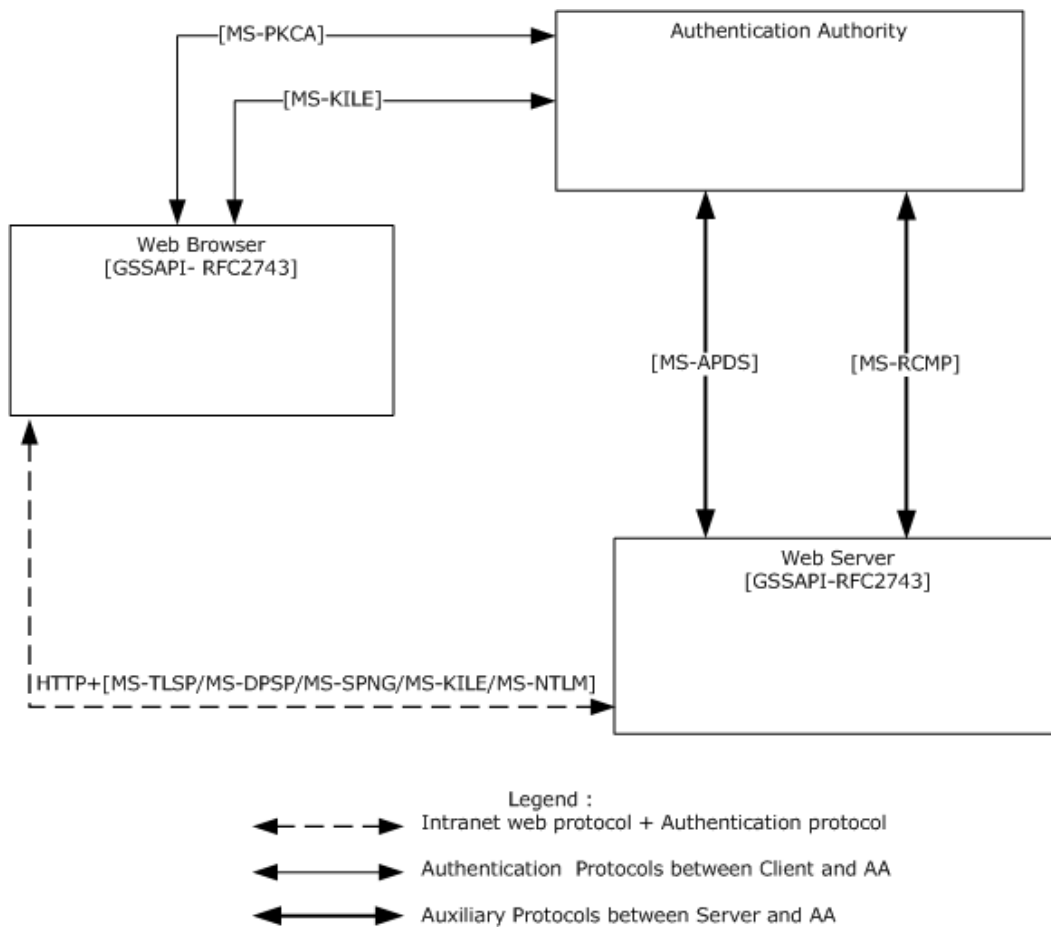 [MS-PKCA]
Authentication Authority
[MS-KILE]
Web Browser
[GSSAPI- RFC2743]
[MS-APDS]
[MS-RCMP]
Web Server
[GSSAPI-RFC2743]
HTTP+[MS-TLSP/MS-DPSP/MS-SPNG/MS-KILE/MS-NTLM]
Legend :
Intranet web protocol + Authentication protocol
Authentication Protocols between Client and AA
Auxiliary Protocols between Server and AA